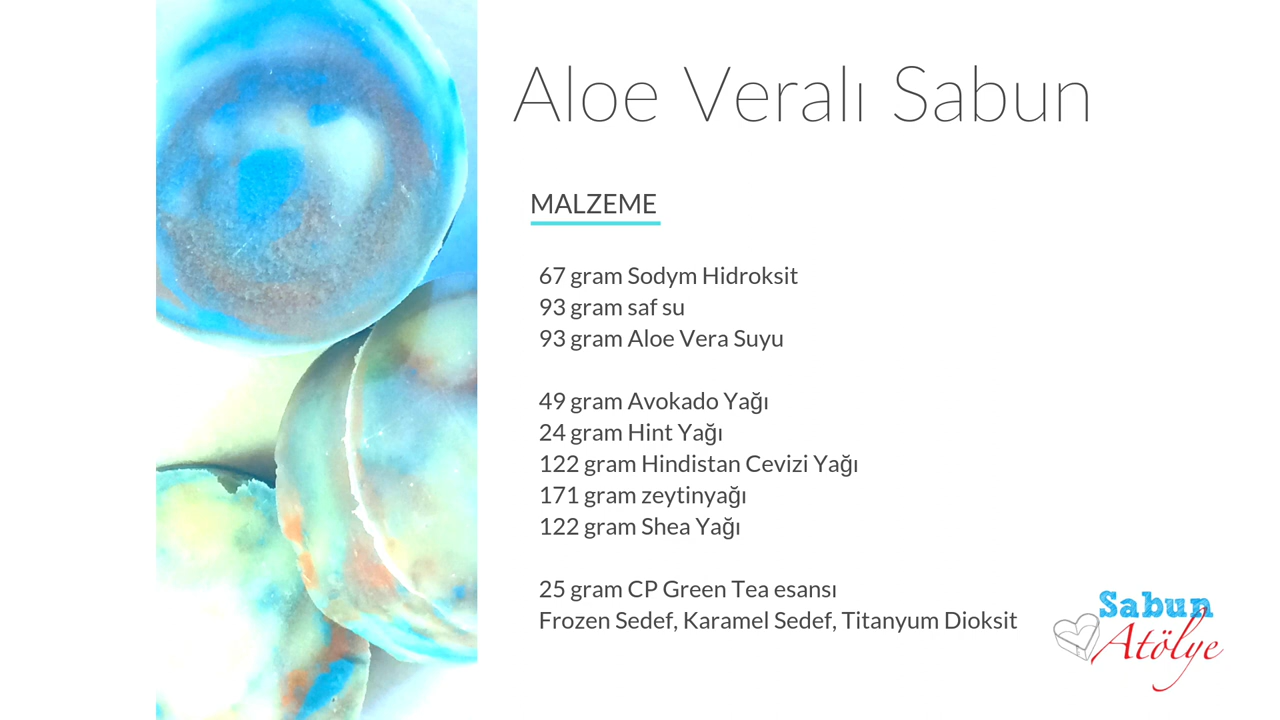 Aloe Veralı Sabun
MALZEME
67 gram Sodym Hidroksit
93 gram saf su
93 gram Aloe Vera Suyu
49 gram Avokado Yağı
24 gram Hint Yağı
122 gram Hindistan Cevizi Yağı
171 gram zeytinyağı
122 gram Shea Yağı
25 gram CP Green Tea esansı
Frozen Sedef, Karamel Sedef, Titanyum Dioksit
Sabun
Atölye